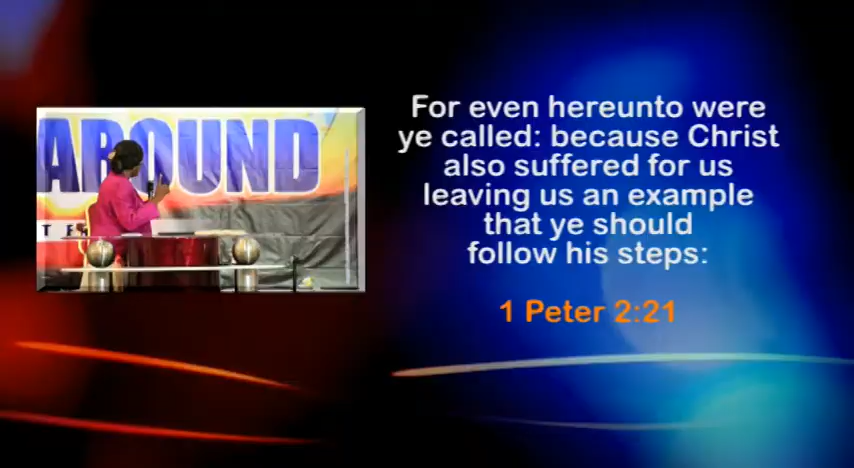 AROUND
For even hereunto were
ye called: because Christ
also suffered for us
leaving us an example
that ye should
follow his steps:
1 Peter 2:21